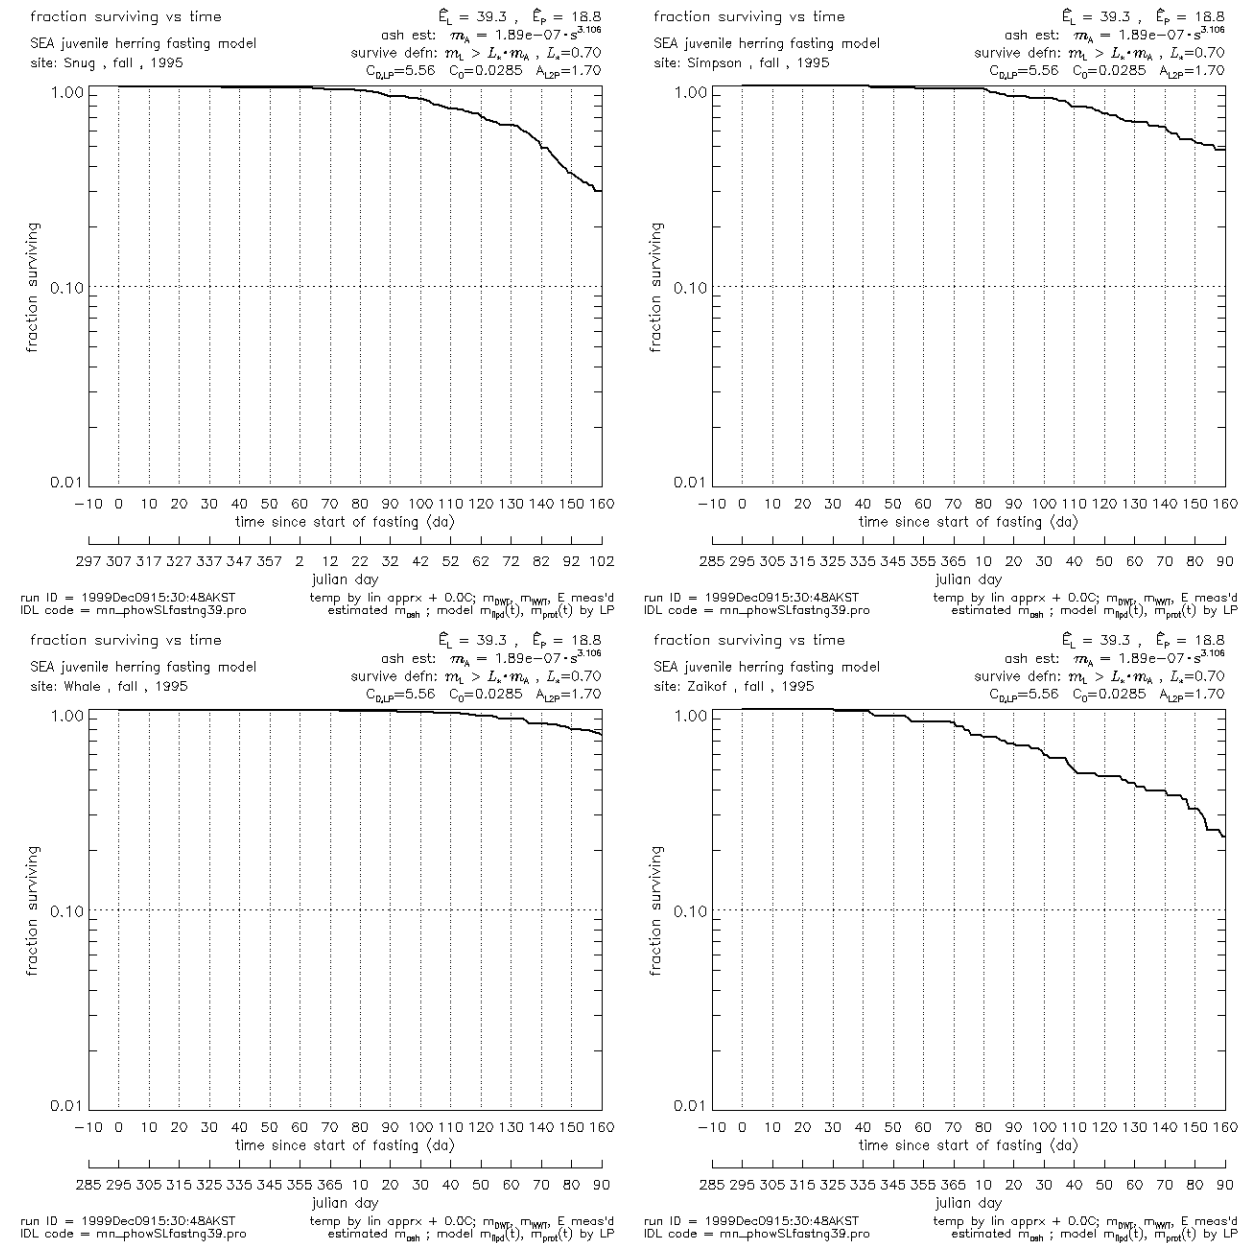 fraction surviving vs time
Ê_L = 39.3 , Ê_P = 18.8
ash est: m_A = 1.89e−07·s^3.106
SEA juvenile herring fasting model
survive defn: m_L > L_*·m_A , L_*=0.70
site: Snug , fall , 1995
C_D,LP=5.56 C_0=0.0285 A_L2P=1.70
1.00
0.10
0.01
fraction surviving
−10 0 10 20 30 40 50 60 70 80 90 100 110 120 130 140 150 160
time since start of fasting (da)
297 307 317 327 337 347 357 2 12 22 32 42 52 62 72 82 92 102
julian day
run ID = 1999Dec0915:30:48AKST
temp by lin apprx + 0.0C; m_DWT, m_WWT, E meas'd
IDL code = mn_phowSLfastng39.pro
estimated m_ash ; model m_lipd(t), m_prot(t) by LP
fraction surviving vs time
Ê_L = 39.3 , Ê_P = 18.8
ash est: m_A = 1.89e−07·s^3.106
SEA juvenile herring fasting model
survive defn: m_L > L_*·m_A , L_*=0.70
site: Simpson , fall , 1995
C_D,LP=5.56 C_0=0.0285 A_L2P=1.70
1.00
0.10
0.01
fraction surviving
−10 0 10 20 30 40 50 60 70 80 90 100 110 120 130 140 150 160
time since start of fasting (da)
285 295 305 315 325 335 345 355 365 10 20 30 40 50 60 70 80 90
julian day
run ID = 1999Dec0915:30:48AKST
temp by lin apprx + 0.0C; m_DWT, m_WWT, E meas'd
IDL code = mn_phowSLfastng39.pro
estimated m_ash ; model m_lipd(t), m_prot(t) by LP
fraction surviving vs time
Ê_L = 39.3 , Ê_P = 18.8
ash est: m_A = 1.89e−07·s^3.106
SEA juvenile herring fasting model
survive defn: m_L > L_*·m_A , L_*=0.70
site: Whale , fall , 1995
C_D,LP=5.56 C_0=0.0285 A_L2P=1.70
1.00
0.10
0.01
fraction surviving
−10 0 10 20 30 40 50 60 70 80 90 100 110 120 130 140 150 160
time since start of fasting (da)
285 295 305 315 325 335 345 355 365 10 20 30 40 50 60 70 80 90
julian day
run ID = 1999Dec0915:30:48AKST
temp by lin apprx + 0.0C; m_DWT, m_WWT, E meas'd
IDL code = mn_phowSLfastng39.pro
estimated m_ash ; model m_lipd(t), m_prot(t) by LP
fraction surviving vs time
Ê_L = 39.3 , Ê_P = 18.8
ash est: m_A = 1.89e−07·s^3.106
SEA juvenile herring fasting model
survive defn: m_L > L_*·m_A , L_*=0.70
site: Zaikof , fall , 1995
C_D,LP=5.56 C_0=0.0285 A_L2P=1.70
1.00
0.10
0.01
fraction surviving
−10 0 10 20 30 40 50 60 70 80 90 100 110 120 130 140 150 160
time since start of fasting (da)
285 295 305 315 325 335 345 355 365 10 20 30 40 50 60 70 80 90
julian day
run ID = 1999Dec0915:30:48AKST
temp by lin apprx + 0.0C; m_DWT, m_WWT, E meas'd
IDL code = mn_phowSLfastng39.pro
estimated m_ash ; model m_lipd(t), m_prot(t) by LP